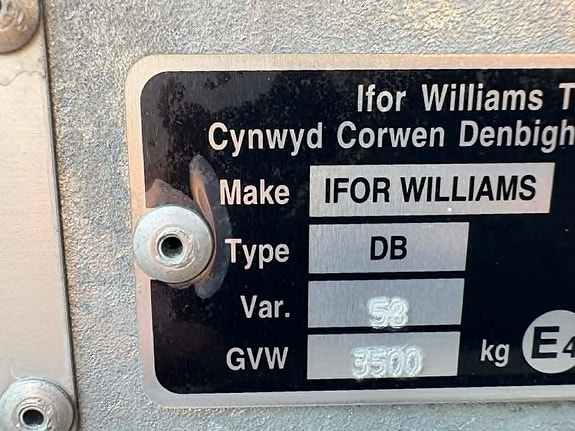 Ifor Williams T
Cynwyd Corwen Denbigh
Make IFOR WILLIAMS
Type DB
Var. 58
GVW 3500 kg E4